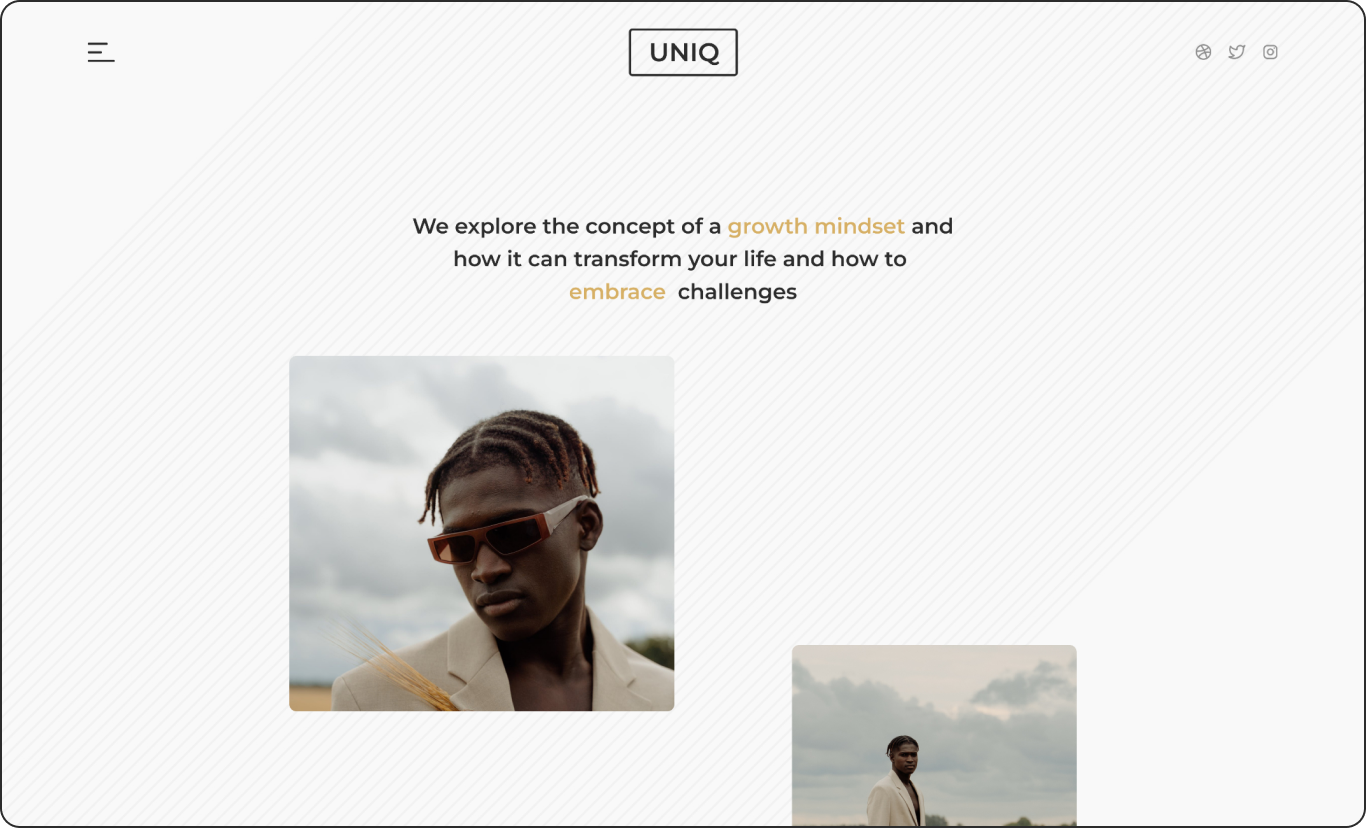 UNIQ
We explore the concept of a growth mindset and
how it can transform your life and how to
embrace challenges